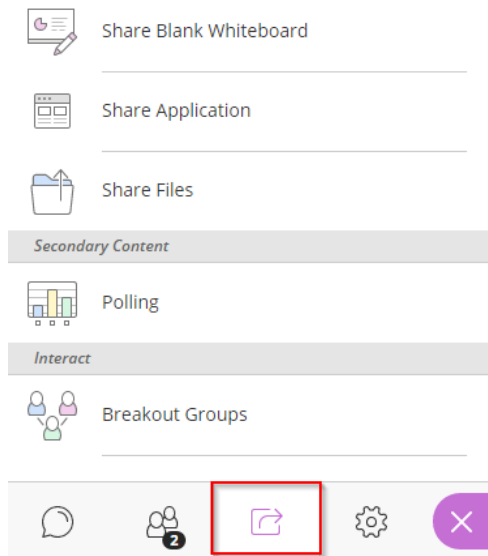 Share Blank Whiteboard
Share Application
Share Files
Secondary Content
Polling
Interact
Breakout Groups
2